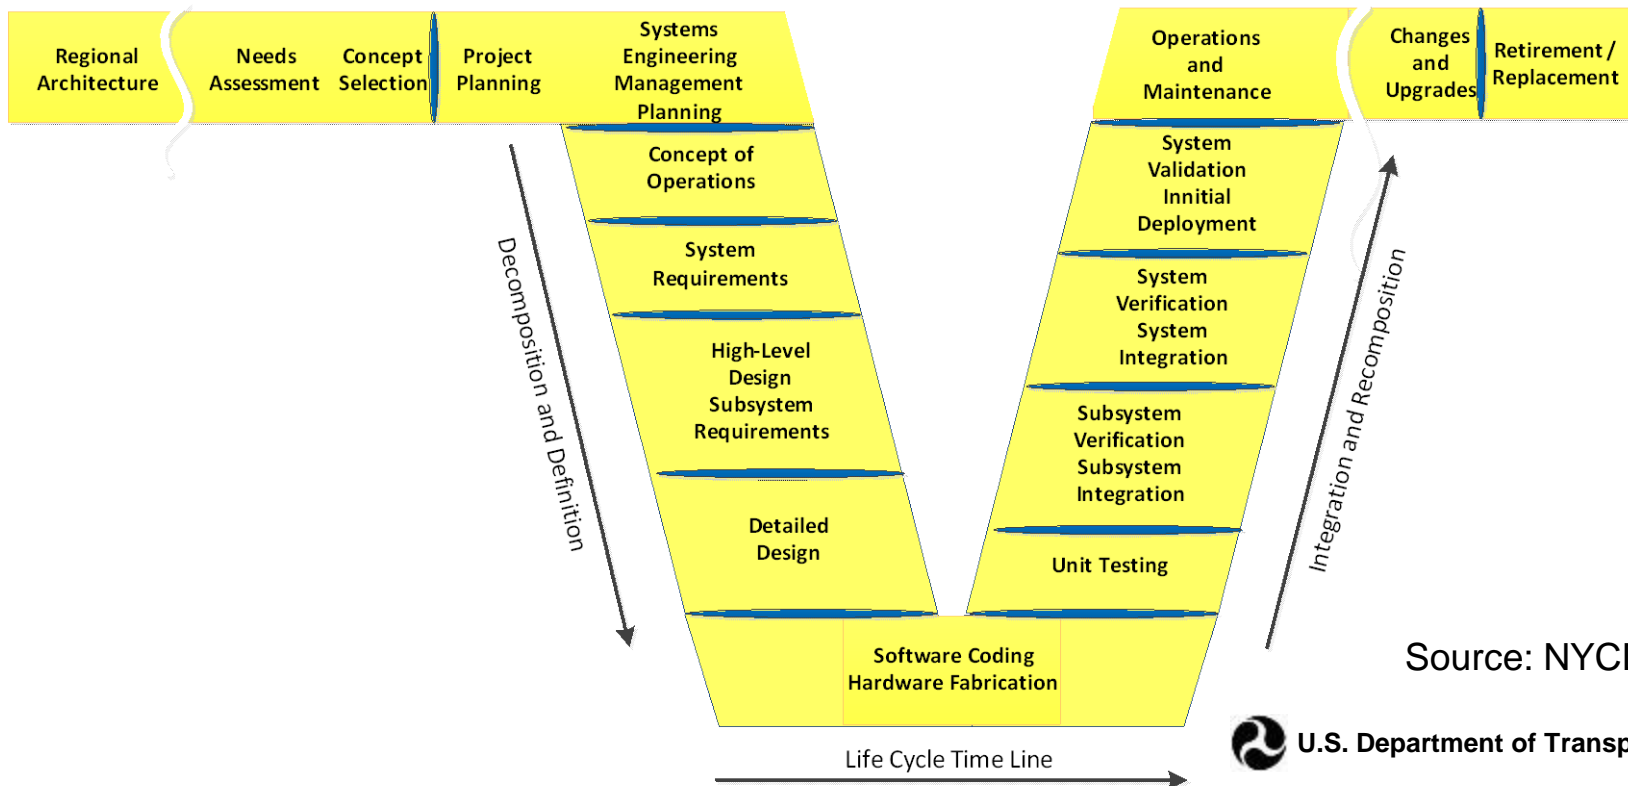 Regional
Architecture
Needs
Assessment
Concept
Selection
Project
Planning
Systems
Engineering
Management
Planning
Concept of
Operations
System
Requirements
High-Level
Design
Subsystem
Requirements
Detailed
Design
Software Coding
Hardware Fabrication
Unit Testing
Subsystem
Verification
Subsystem
Integration
System
Verification
System
Integration
System
Validation
Innitial
Deployment
Operations
and
Maintenance
Changes
and
Upgrades
Retirement /
Replacement
Decomposition and Definition
Integration and Recomposition
Life Cycle Time Line
Source:
U.S. Department of